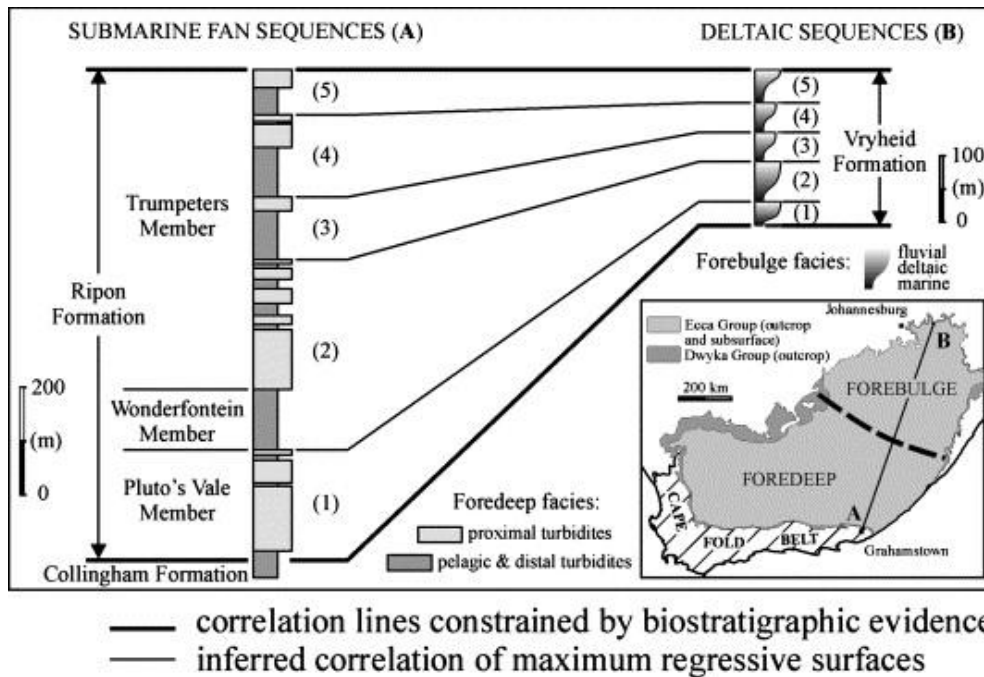 SUBMARINE FAN SEQUENCES (A)
DELTAIC SEQUENCES (B)
(5)
(4)
(3)
(2)
(1)
Trumpeters
Member
Ripon
Formation
Wonderfontein
Member
Pluto's Vale
Member
Collingham Formation
200
(m)
0
(5)
(4)
(3)
(2)
(1)
Vryheid
Formation
100
(m)
0
Forebulge facies:
fluvial
deltaic
marine
Foredeep facies:
proximal turbidites
pelagic & distal turbidites
Johannesburg
Ecca Group (outcrop
and subsurface)
Dwyka Group (outcrop)
B
200 km
FOREBULGE
FOREDEEP
A
CAPE
FOLD
BELT
Grahamstown
correlation lines constrained by biostratigraphic evidence
inferred correlation of maximum regressive surfaces